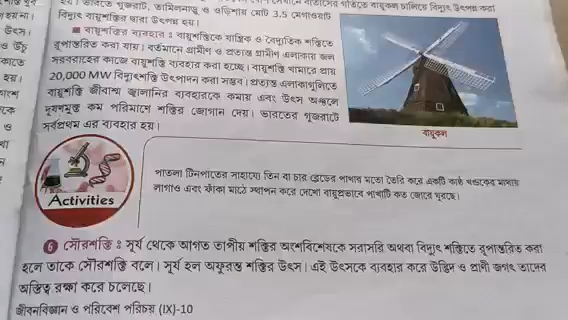 হয়। ভারতে গুজরাট, তামিলনাড়ু ও ওড়িশায় মোট 3.5 মেগাওয়াট
বাতাসের গতিতে বায়ুকল চালিয়ে বিদ্যুৎ উৎপন্ন করা
বিদ্যুৎ বায়ুশক্তির দ্বারা উৎপন্ন হয়।
■ বায়ুশক্তির ব্যবহার : বায়ুশক্তিকে যান্ত্রিক ও বৈদ্যুতিক শক্তিতে
রূপান্তরিত করা যায়। বর্তমানে গ্রামীণ ও প্রত্যন্ত গ্রামীণ এলাকায় জল
সরবরাহের কাজে বায়ুশক্তি ব্যবহার করা হচ্ছে। বায়ুশক্তি খামারে প্রায়
20,000 MW বিদ্যুৎশক্তি উৎপাদন করা সম্ভব। প্রত্যন্ত এলাকাগুলিতে
বায়ুশক্তি জীবাশ্ম জ্বালানির ব্যবহারকে কমায় এবং উৎস অঞ্চলে
দূষণমুক্ত কম পরিমাণে শক্তির জোগান দেয়। ভারতের গুজরাটে
সর্বপ্রথম এর ব্যবহার হয়।
বায়ুকল
Activities
পাতলা টিনপাতের সাহায্যে তিন বা চার ব্লেডের পাখার মতো তৈরি করে একটি কাষ্ঠ খণ্ডকের মাথায়
লাগাও এবং ফাঁকা মাঠে স্থাপন করে দেখো বায়ুপ্রভাবে পাখাটি কত জোরে ঘুরছে।
6 সৌরশক্তি : সূর্য থেকে আগত তাপীয় শক্তির অংশবিশেষকে সরাসরি অথবা বিদ্যুৎ শক্তিতে রূপান্তরিত করা
হলে তাকে সৌরশক্তি বলে। সূর্য হল অফুরন্ত শক্তির উৎস। এই উৎসকে ব্যবহার করে উদ্ভিদ ও প্রাণী জগৎ তাদের
অস্তিত্ব রক্ষা করে চলেছে।
জীবনবিজ্ঞান ও পরিবেশ পরিচয় (IX)-10